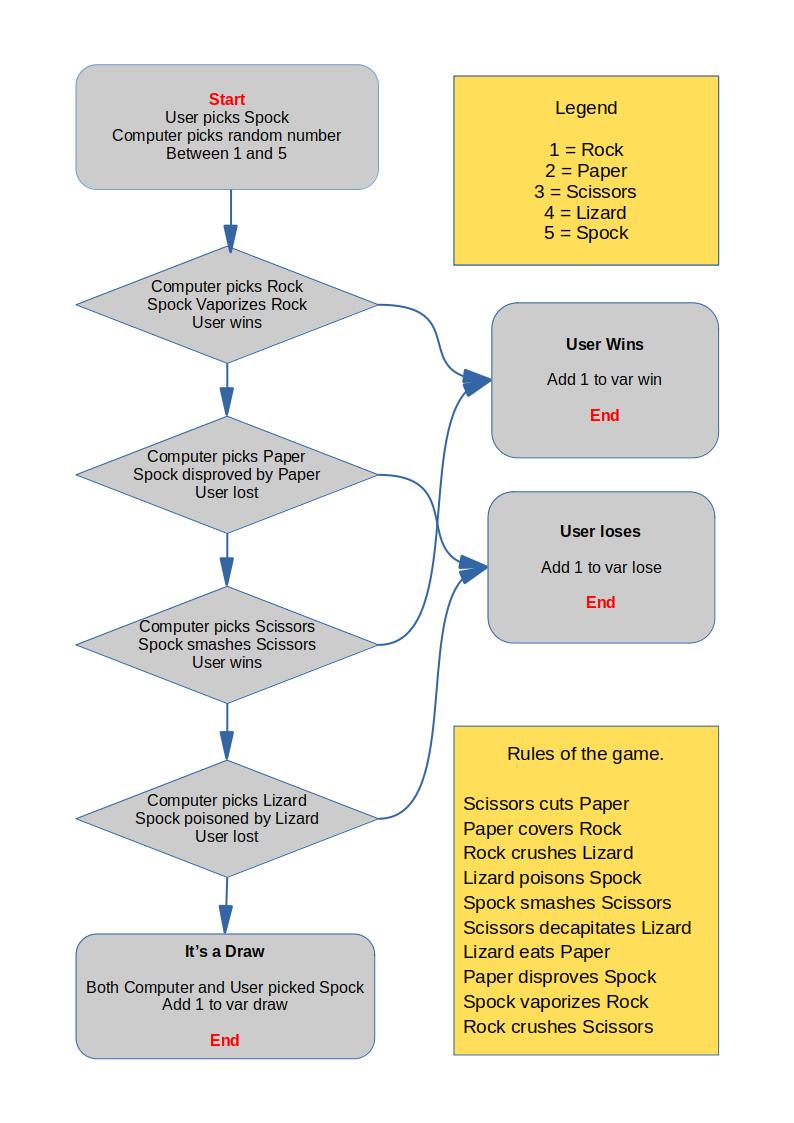 Start
User picks Spock
Computer picks random number
Between 1 and 5
Legend
1 = Rock
2 = Paper
3 = Scissors
4 = Lizard
5 = Spock
Computer picks Rock
Spock Vaporizes Rock
User wins
User Wins
Add 1 to var win
End
Computer picks Paper
Spock disproved by Paper
User lost
User loses
Add 1 to var lose
End
Computer picks Scissors
Spock smashes Scissors
User wins
Computer picks Lizard
Spock poisoned by Lizard
User lost
It’s a Draw
Both Computer and User picked Spock
Add 1 to var draw
End
Rules of the game.
Scissors cuts Paper
Paper covers Rock
Rock crushes Lizard
Lizard poisons Spock
Spock smashes Scissors
Scissors decapitates Lizard
Lizard eats Paper
Paper disproves Spock
Spock vaporizes Rock
Rock crushes Scissors